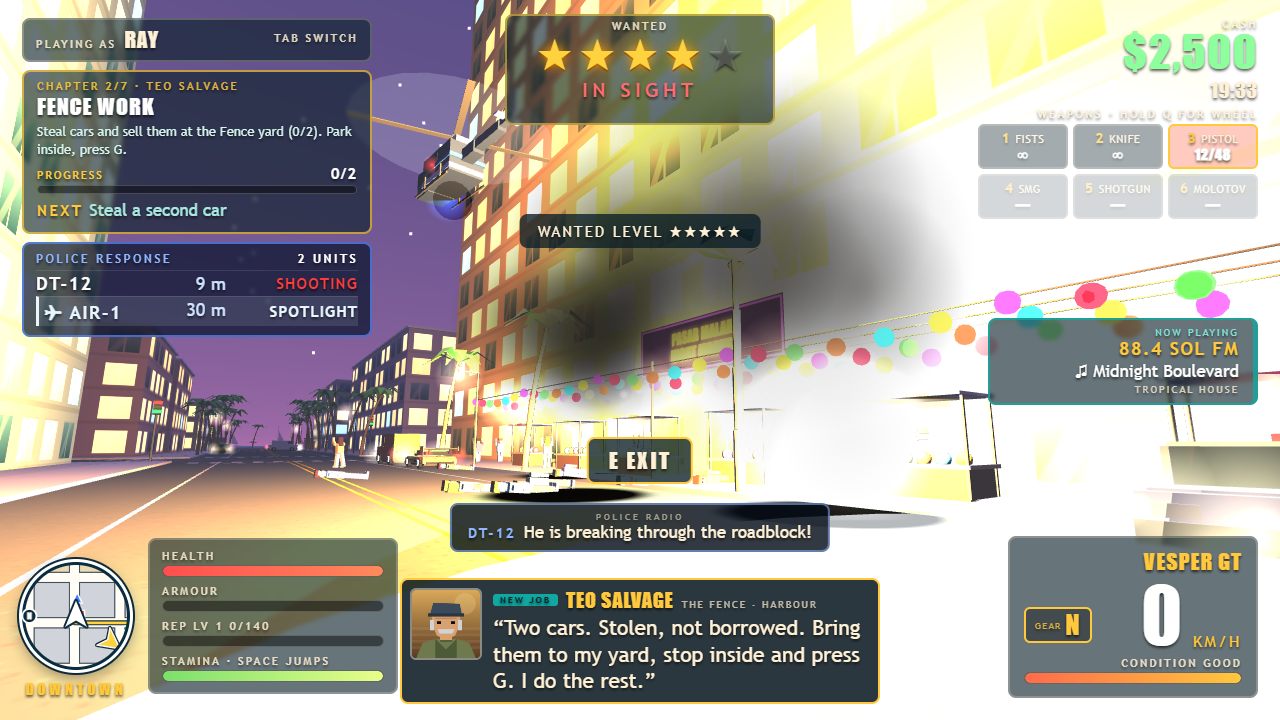 PLAYING AS RAY
TAB SWITCH
CHAPTER 2/7 · TEO SALVAGE
FENCE WORK
Steal cars and sell them at the Fence yard (0/2). Park
inside, press G.
PROGRESS 0/2
NEXT Steal a second car
POLICE RESPONSE 2 UNITS
DT-12 9 m SHOOTING
AIR-1 30 m SPOTLIGHT
WANTED
IN SIGHT
WANTED LEVEL ★★★★★
CASH
$2,500
19:33
WEAPONS · HOLD Q FOR WHEEL
1 FISTS
∞
2 KNIFE
∞
3 PISTOL
12/48
4 SMG
—
5 SHOTGUN
—
6 MOLOTOV
—
NOW PLAYING
88.4 SOL FM
♫ Midnight Boulevard
TROPICAL HOUSE
E EXIT
POLICE RADIO
DT-12 He is breaking through the roadblock!
HEALTH
ARMOUR
REP LV 1 0/140
STAMINA · SPACE JUMPS
DOWNTOWN
NEW JOB TEO SALVAGE THE FENCE · HARBOUR
“Two cars. Stolen, not borrowed. Bring
them to my yard, stop inside and press
G. I do the rest.”
VESPER GT
GEAR N
0 KM/H
CONDITION GOOD